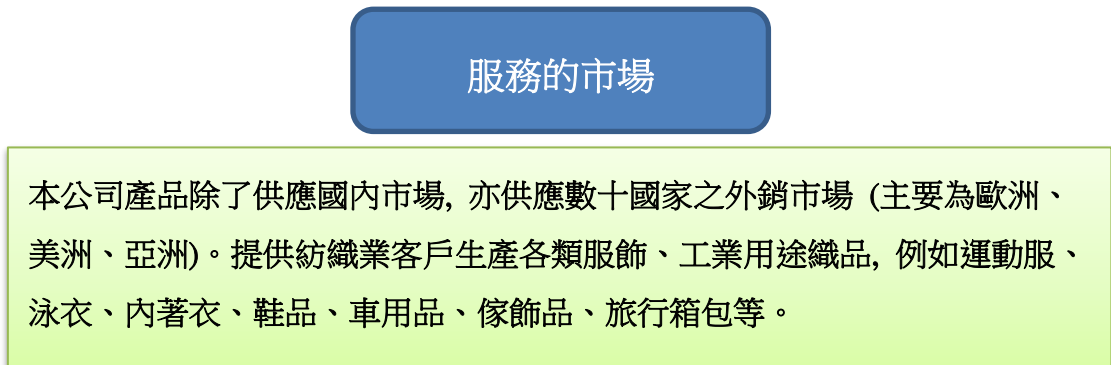 服務的市場
本公司產品除了供應國內市場, 亦供應數十國家之外銷市場 (主要為歐洲、
美洲、亞洲)。提供紡織業客戶生產各類服飾、工業用途織品, 例如運動服、
泳衣、內著衣、鞋品、車用品、傢飾品、旅行箱包等。